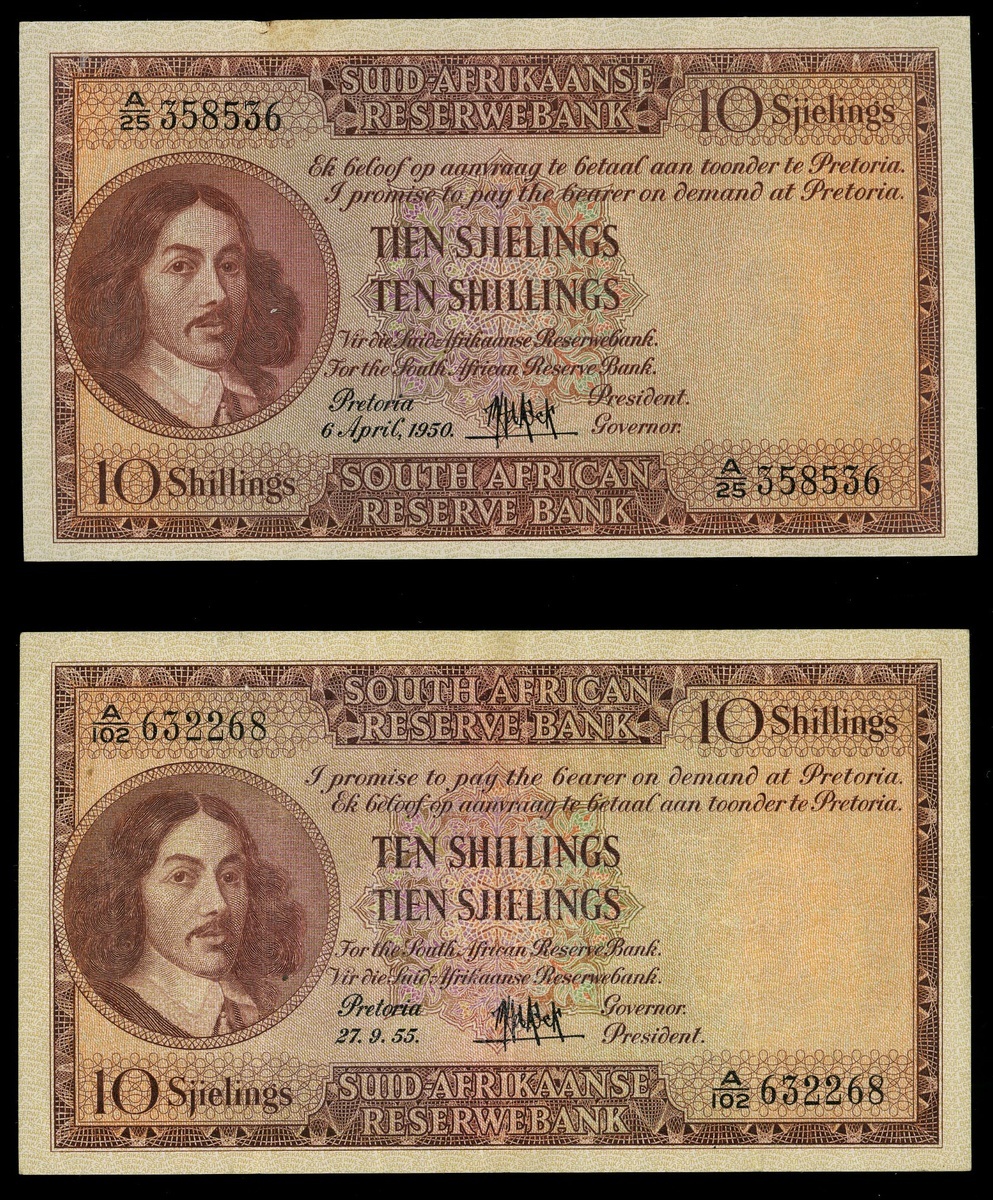 SUID-AFRIKAANSE
RESERWEBANK
A/25 358536
10 Sjielings
Ek beloof op aanvraag te betaal aan toonder te Pretoria.
I promise to pay the bearer on demand at Pretoria.
TIEN SJIELINGS
TEN SHILLINGS
Vir die Suid-Afrikaanse Reserwebank.
For the South African Reserve Bank.
Pretoria
6 April, 1950.
President.
Governor.
10 Shillings
SOUTH AFRICAN
RESERVE BANK
A/25 358536
SOUTH AFRICAN
RESERVE BANK
A/102 632268
10 Shillings
I promise to pay the bearer on demand at Pretoria.
Ek beloof op aanvraag te betaal aan toonder te Pretoria.
TEN SHILLINGS
TIEN SJIELINGS
For the South African Reserve Bank.
Vir die Suid-Afrikaanse Reserwebank.
Pretoria
27. 9. 55.
Governor.
President.
10 Sjielings
SUID-AFRIKAANSE
RESERWEBANK
A/102 632268